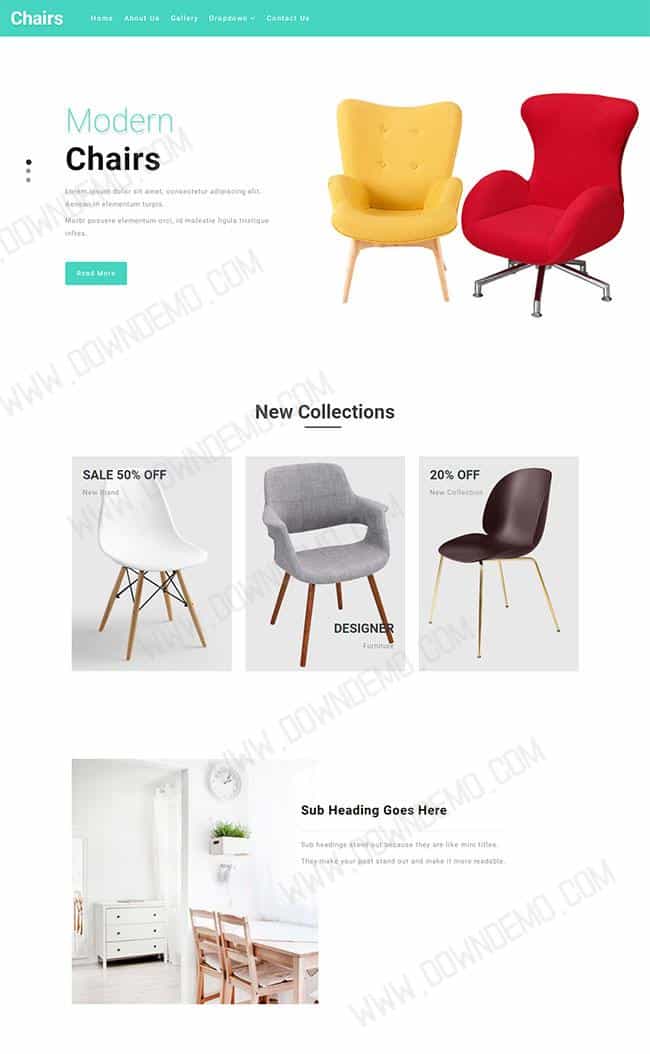 Chairs
Home About Us Gallery Dropdown Contact Us
Modern
Chairs
Lorem ipsum dolor sit amet, consectetur adipiscing elit.
Aenean in elementum turpis.
Morbi posuere elementum orci, id molestie ligula tristique
infres.
Read More
New Collections
SALE 50% OFF
New Brand
DESIGNER
Furniture
20% OFF
New Collection
Sub Heading Goes Here
Sub headings stand out because they are like mini titles.
They make your post stand out and make it more readable.
WWW.DOWNDEMO.COM
WWW.DOWNDEMO.COM
WWW.DOWNDEMO.COM
WWW.DOWNDEMO.COM
WWW.DOWNDEMO.COM
WWW.DOWNDEMO.COM
WWW.DOWNDEMO.COM